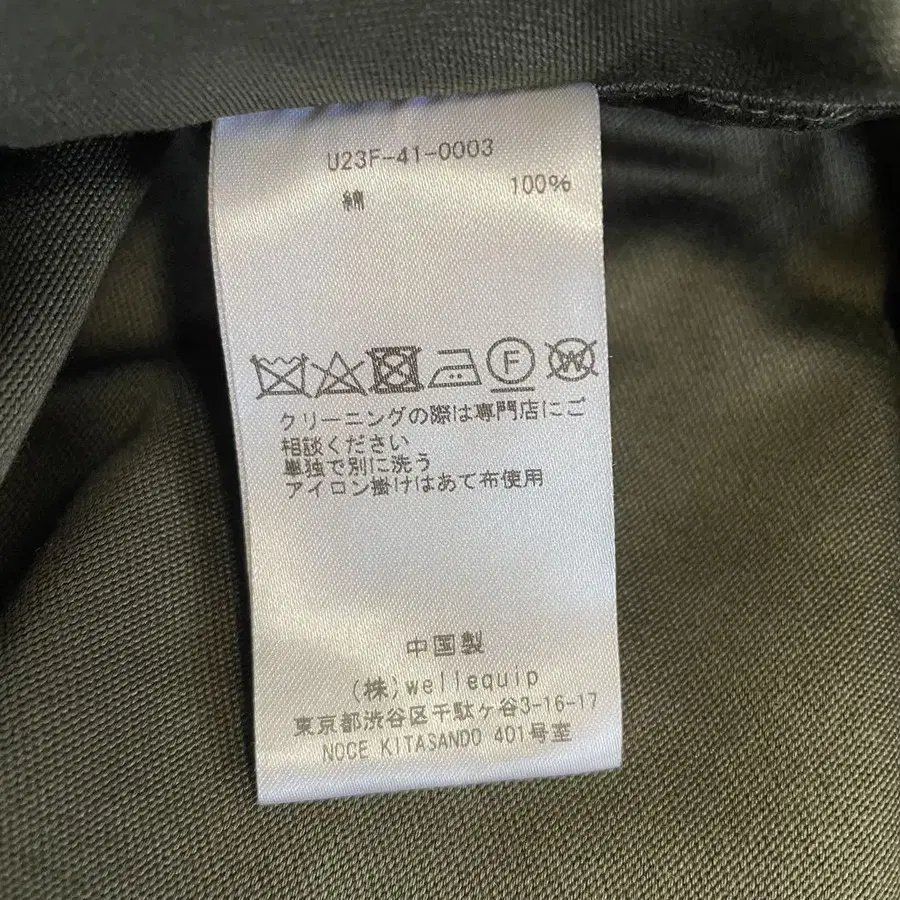 U23F-41-0003
綿 100%
F W
クリーニングの際は専門店にご
相談ください
単独で別に洗う
アイロン掛けはあて布使用
中国製
(株)wellequip
東京都渋谷区千駄ヶ谷3-16-17
NOCE KITASANDO 401号室